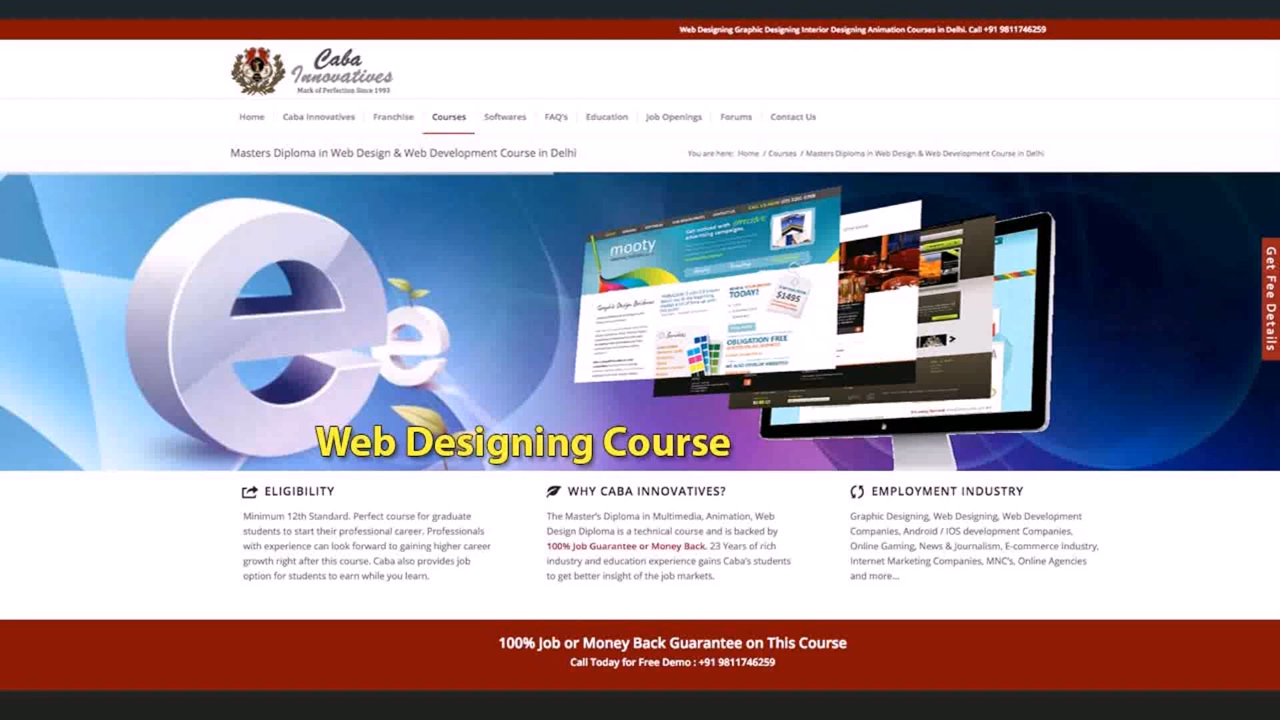 Web Designing Graphic Designing Interior Designing Animation Courses in Delhi. Call +91 9811746259
Caba
Innovatives
Mark of Perfection Since 1993
Home Caba Innovatives Franchise Courses Softwares FAQ's Education Job Openings Forums Contact Us
Masters Diploma in Web Design & Web Development Course in Delhi
You are here: Home / Courses / Masters Diploma in Web Design & Web Development Course in Delhi
e
e
mooty
Get noticed with effective
advertising campaigns.
TODAY!
$1495
Services
OBLIGATION FREE
Get Fee Details
Web Designing Course
ELIGIBILITY
Minimum 12th Standard. Perfect course for graduate
students to start their professional career. Professionals
with experience can look forward to gaining higher career
growth right after this course. Caba also provides job
option for students to earn while you learn.
WHY CABA INNOVATIVES?
The Master's Diploma in Multimedia, Animation, Web
Design Diploma is a technical course and is backed by
100% Job Guarantee or Money Back. 23 Years of rich
industry and education experience gains Caba's students
to get better insight of the job markets.
EMPLOYMENT INDUSTRY
Graphic Designing, Web Designing, Web Development
Companies, Android / IOS development Companies,
Online Gaming, News & Journalism, E-commerce Industry,
Internet Marketing Companies, MNC's, Online Agencies
and more...
100% Job or Money Back Guarantee on This Course
Call Today for Free Demo : +91 9811746259